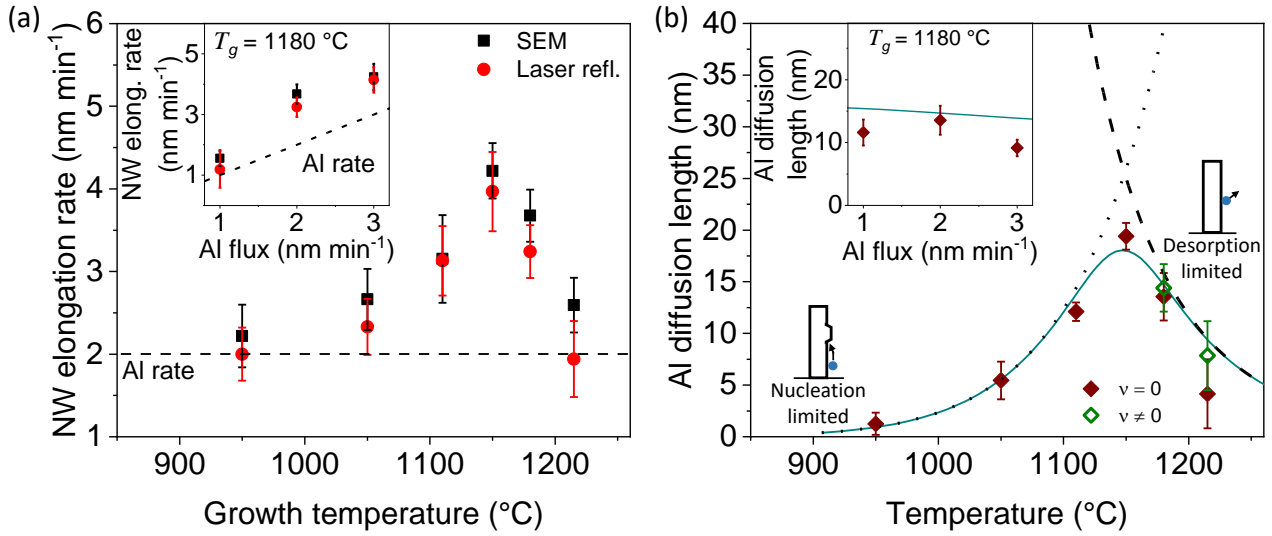 (a)
NW elongation rate (nm min⁻¹)
6
5
4
3
2
1
900
1000
1100
1200
Growth temperature (°C)
Al rate
SEM
Laser refl.
NW elong. rate
(nm min⁻¹)
5
3
1
T_g = 1180 °C
Al rate
1
2
3
Al flux (nm min⁻¹)
(b)
Al diffusion length (nm)
40
35
30
25
20
15
10
5
0
900
1000
1100
1200
Temperature (°C)
Al diffusion
length (nm)
20
10
0
T_g = 1180 °C
1
2
3
Al flux (nm min⁻¹)
Desorption
limited
Nucleation
limited
ν = 0
ν ≠ 0